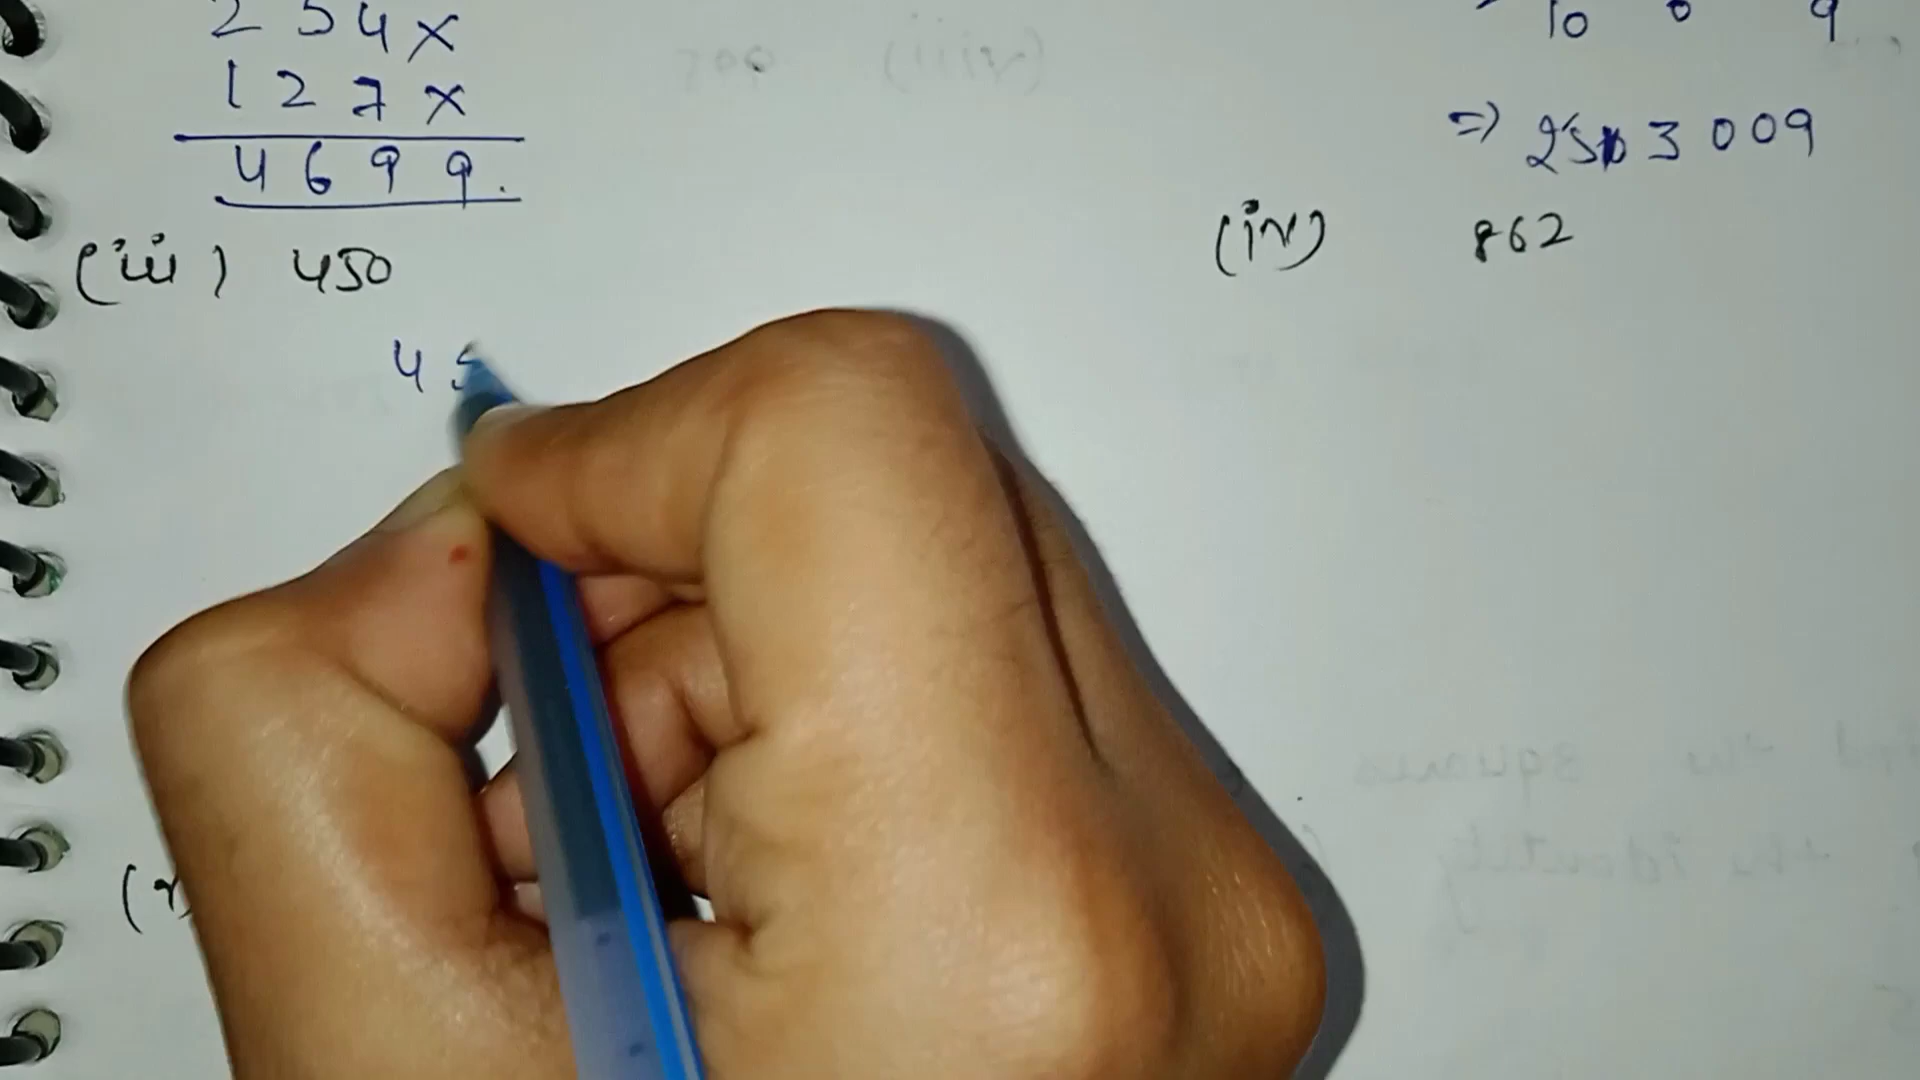 2 5 4 x
1 2 7 x
4 6 9 9 .
(iii) 450
4 5
10 0 9
=) 2503009
(iv) 862